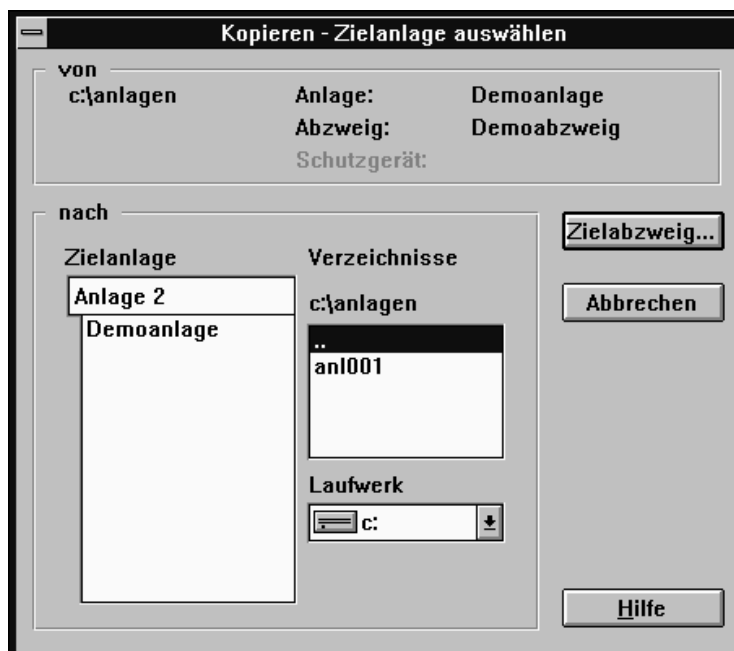 Kopieren - Zielanlage auswählen
von
c:\anlagen Anlage: Demoanlage
Abzweig: Demoabzweig
Schutzgerät:
nach
Zielanlage
Anlage 2
Demoanlage
Verzeichnisse
c:\anlagen
..
anl001
Laufwerk
c:
Zielabzweig...
Abbrechen
Hilfe